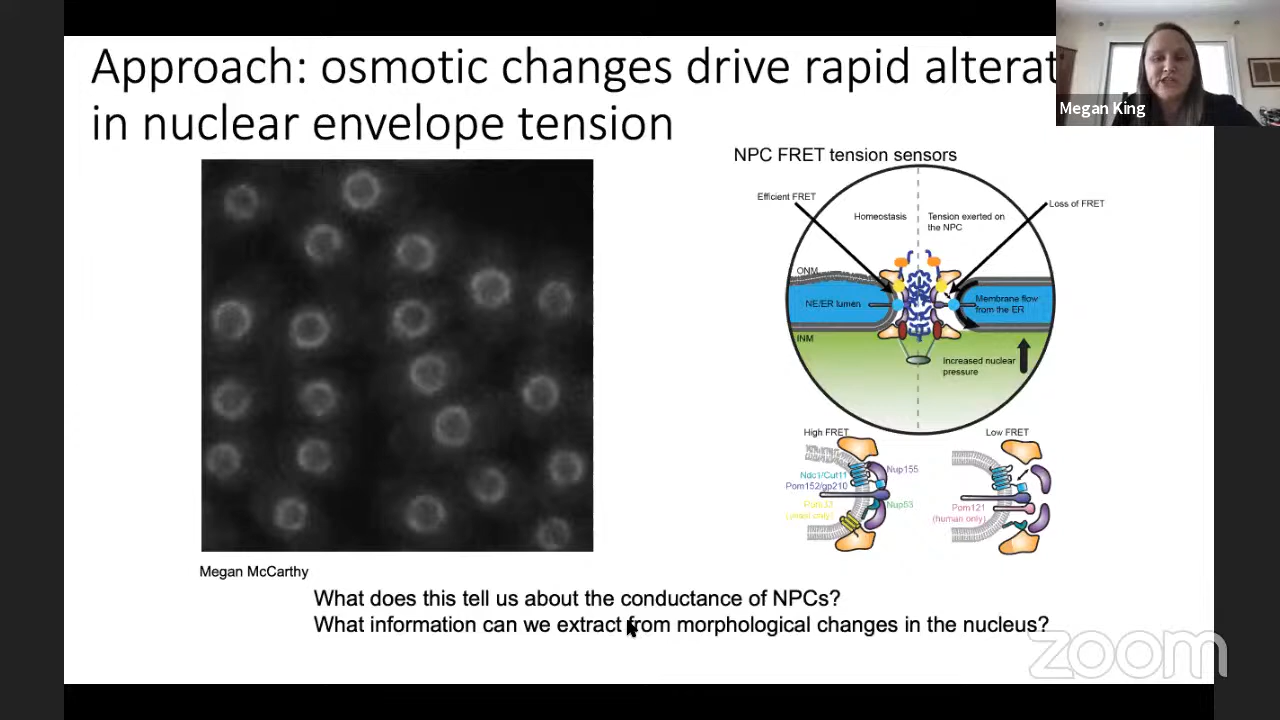 Approach: osmotic changes drive rapid alterat
in nuclear envelope tension
Megan King
NPC FRET tension sensors
Efficient FRET
Loss of FRET
Homeostasis
Tension exerted on
the NPC
ONM
NE/ER lumen
Membrane flow
from the ER
INM
Increased nuclear
pressure
High FRET
Low FRET
Ndc1/Cut11
Nup155
Pom152/gp210
Pom33
(yeast only)
Nup53
Pom121
(human only)
Megan McCarthy
What does this tell us about the conductance of NPCs?
What information can we extract from morphological changes in the nucleus?
zoom